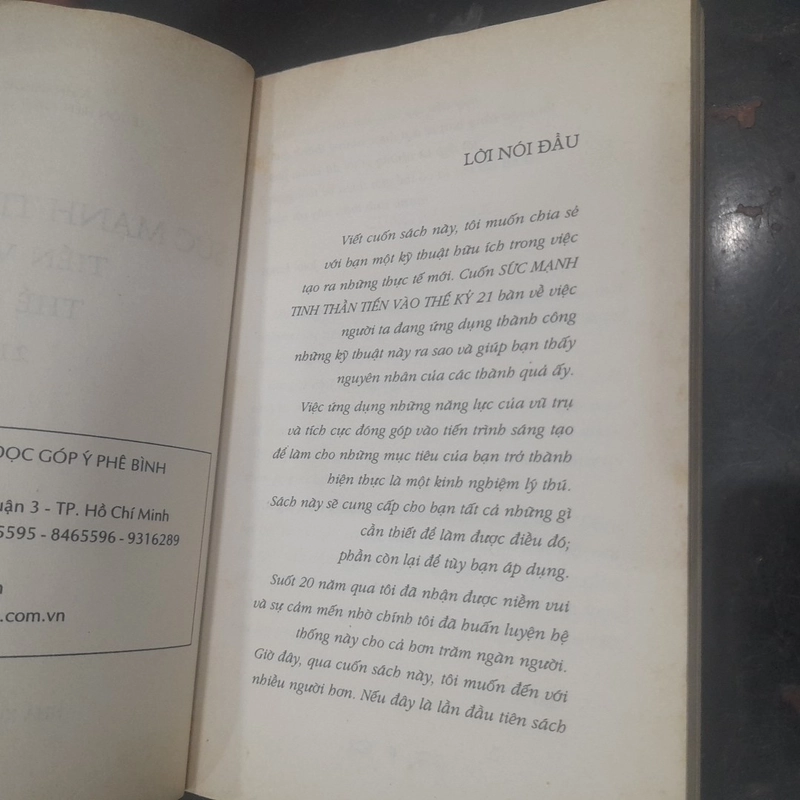 ĐỌC GÓP Ý PHÊ BÌNH
uận 3 - TP. Hồ Chí Minh
5595 - 8465596 - 9316289
.com.vn
LỜI NÓI ĐẦU
Viết cuốn sách này, tôi muốn chia sẻ
với bạn một kỹ thuật hữu ích trong việc
tạo ra những thực tế mới. Cuốn SỨC MẠNH
TINH THẦN TIẾN VÀO THẾ KỶ 21 bàn về việc
người ta đang ứng dụng thành công
những kỹ thuật này ra sao và giúp bạn thấy
nguyên nhân của các thành quả ấy.
Việc ứng dụng những năng lực của vũ trụ
và tích cực đóng góp vào tiến trình sáng tạo
để làm cho những mục tiêu của bạn trở thành
hiện thực là một kinh nghiệm lý thú.
Sách này sẽ cung cấp cho bạn tất cả những gì
cần thiết để làm được điều đó;
phần còn lại để tùy bạn áp dụng.
Suốt 20 năm qua tôi đã nhận được niềm vui
và sự cảm mến nhờ chính tôi đã huấn luyện hệ
thống này cho cả hơn trăm ngàn người.
Giờ đây, qua cuốn sách này, tôi muốn đến với
nhiều người hơn. Nếu đây là lần đầu tiên sách